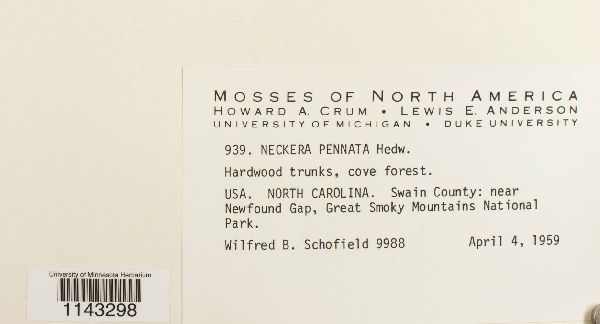 MOSSES OF NORTH AMERICA
HOWARD A. CRUM • LEWIS E. ANDERSON
UNIVERSITY OF MICHIGAN • DUKE UNIVERSITY
939. NECKERA PENNATA Hedw.
Hardwood trunks, cove forest.
USA. NORTH CAROLINA. Swain County: near
Newfound Gap, Great Smoky Mountains National
Park.
Wilfred B. Schofield 9988 April 4, 1959
University of Minnesota Herbarium
1143298